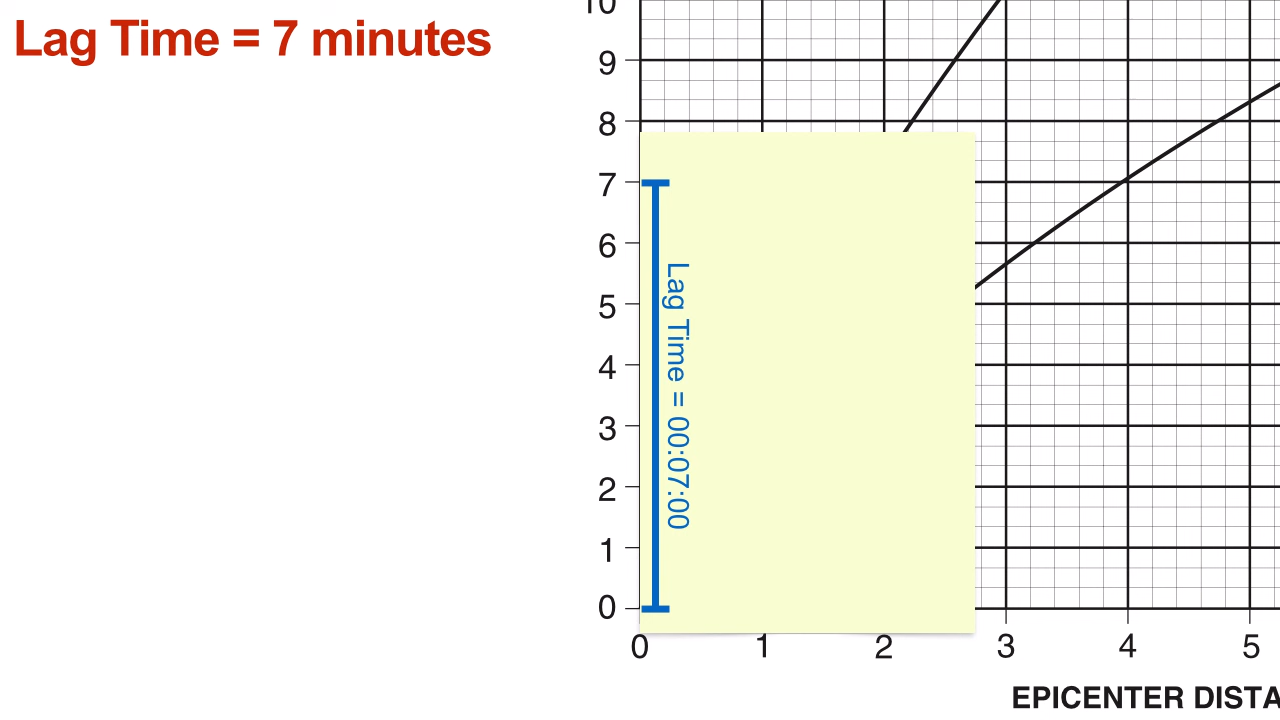 Lag Time = 7 minutes
10
9
8
7
6
5
4
3
2
1
0
Lag Time = 00:07:00
0 1 2 3 4 5
EPICENTER DISTA